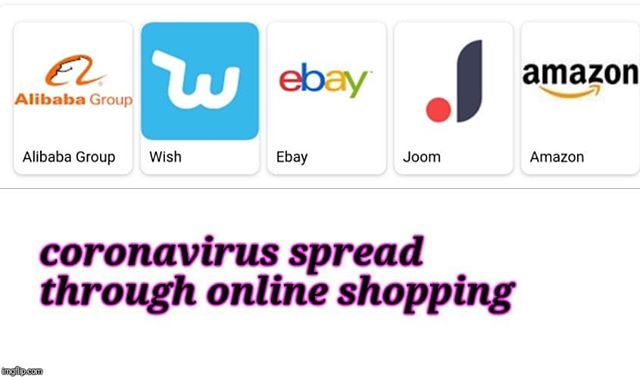 Alibaba Group
ebay
amazon
Alibaba Group
Wish
Ebay
Joom
Amazon
coronavirus spread
through online shopping
imgflip.com